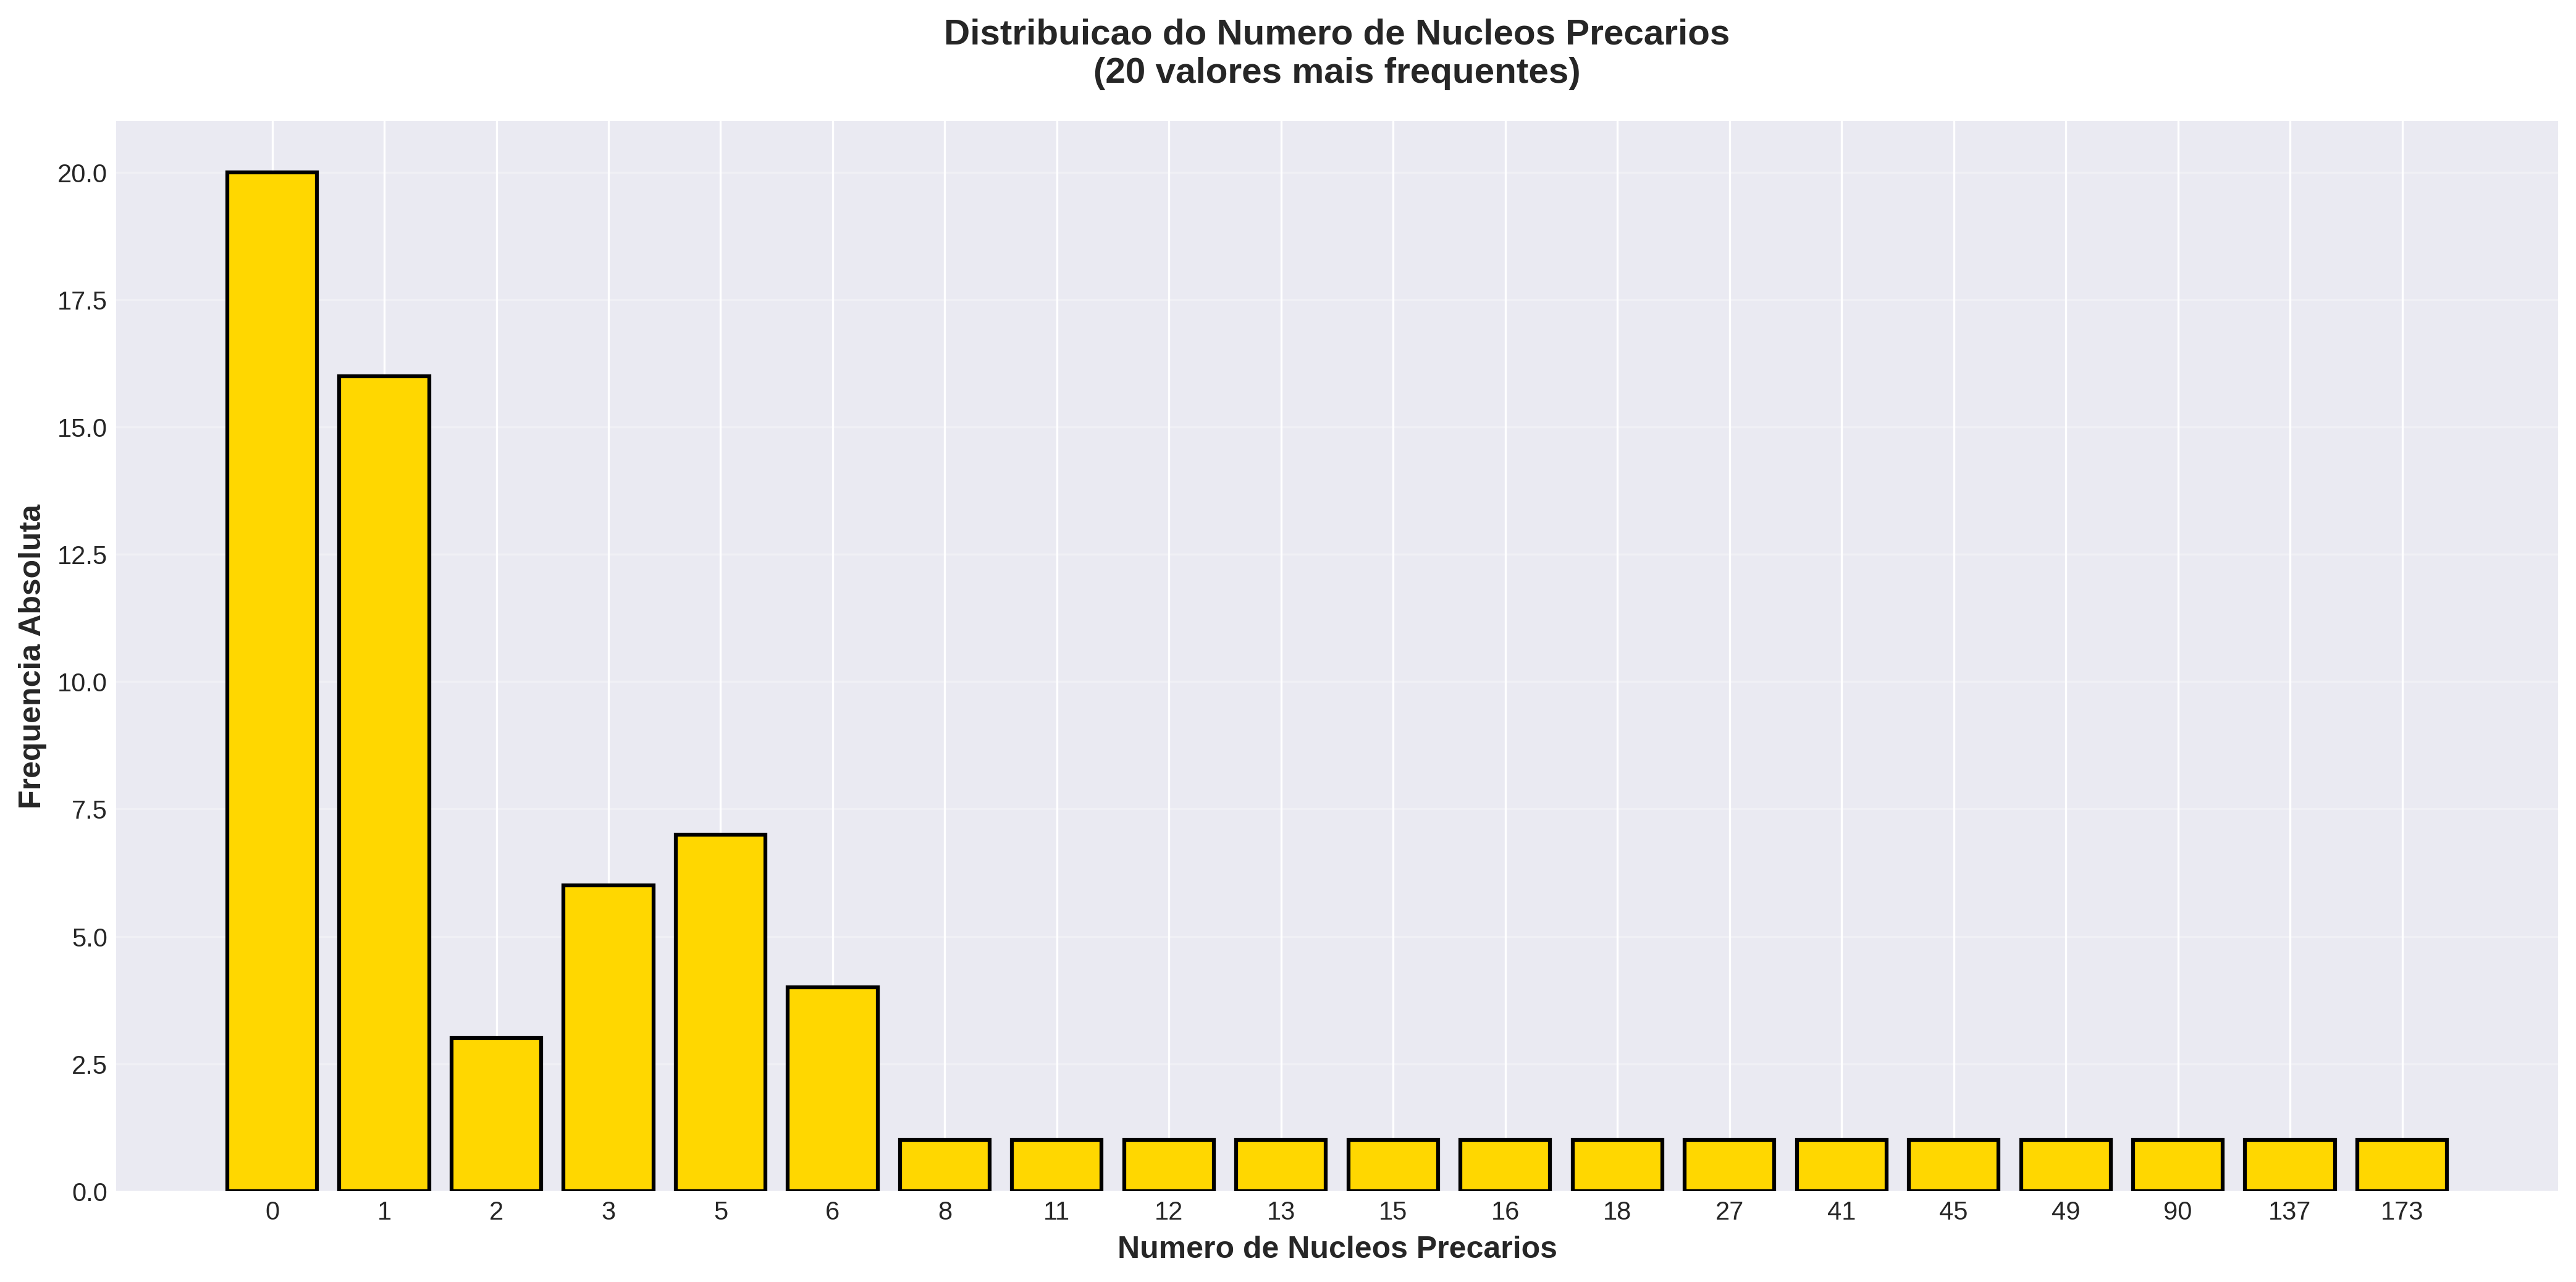 Distribuicao do Numero de Nucleos Precarios
(20 valores mais frequentes)
Frequencia Absoluta
20.0
17.5
15.0
12.5
10.0
7.5
5.0
2.5
0.0
0 1 2 3 5 6 8 11 12 13 15 16 18 27 41 45 49 90 137 173
Numero de Nucleos Precarios